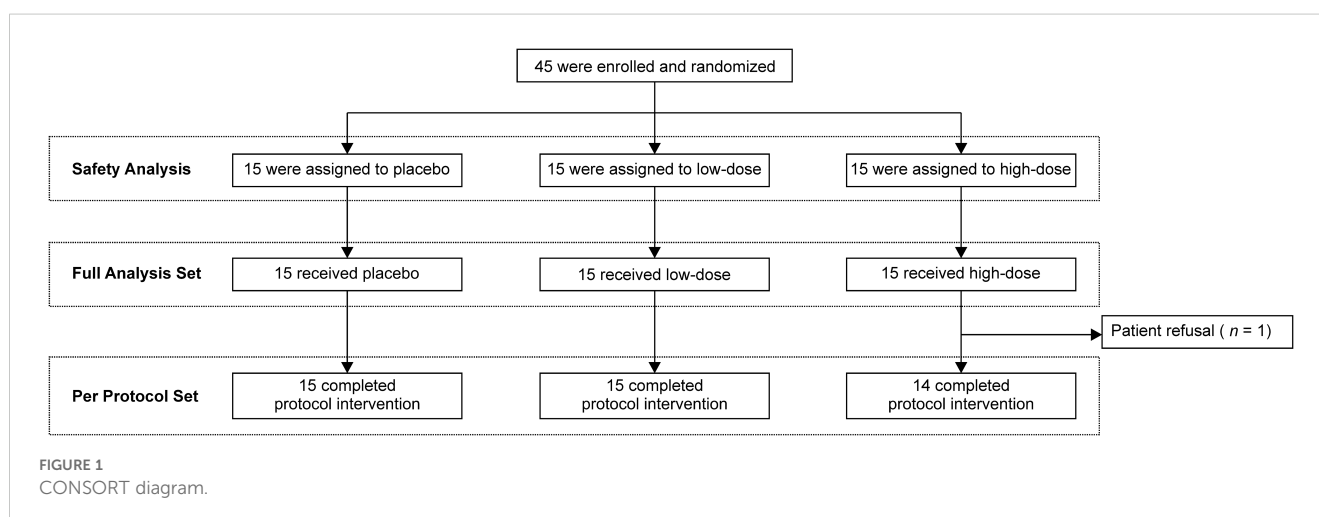 45 were enrolled and randomized
Safety Analysis
15 were assigned to placebo
15 were assigned to low-dose
15 were assigned to high-dose
Full Analysis Set
15 received placebo
15 received low-dose
15 received high-dose
Patient refusal ( n = 1)
Per Protocol Set
15 completed
protocol intervention
15 completed
protocol intervention
14 completed
protocol intervention
FIGURE 1
CONSORT diagram.